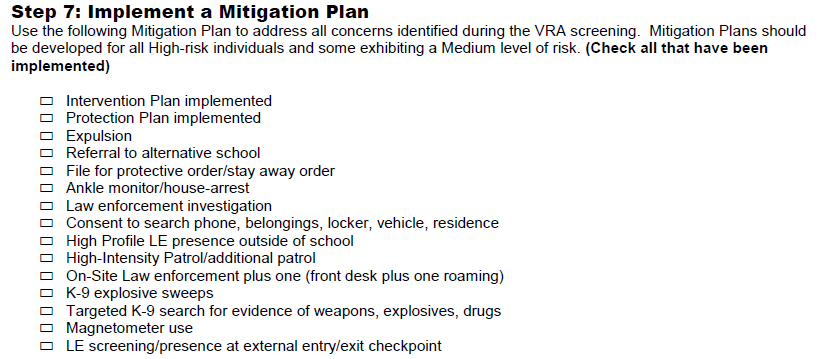 Step 7: Implement a Mitigation Plan
Use the following Mitigation Plan to address all concerns identified during the VRA screening.  Mitigation Plans should
be developed for all High-risk individuals and some exhibiting a Medium level of risk. (Check all that have been
implemented)
Intervention Plan implemented
Protection Plan implemented
Expulsion
Referral to alternative school
File for protective order/stay away order
Ankle monitor/house-arrest
Law enforcement investigation
Consent to search phone, belongings, locker, vehicle, residence
High Profile LE presence outside of school
High-Intensity Patrol/additional patrol
On-Site Law enforcement plus one (front desk plus one roaming)
K-9 explosive sweeps
Targeted K-9 search for evidence of weapons, explosives, drugs
Magnetometer use
LE screening/presence at external entry/exit checkpoint